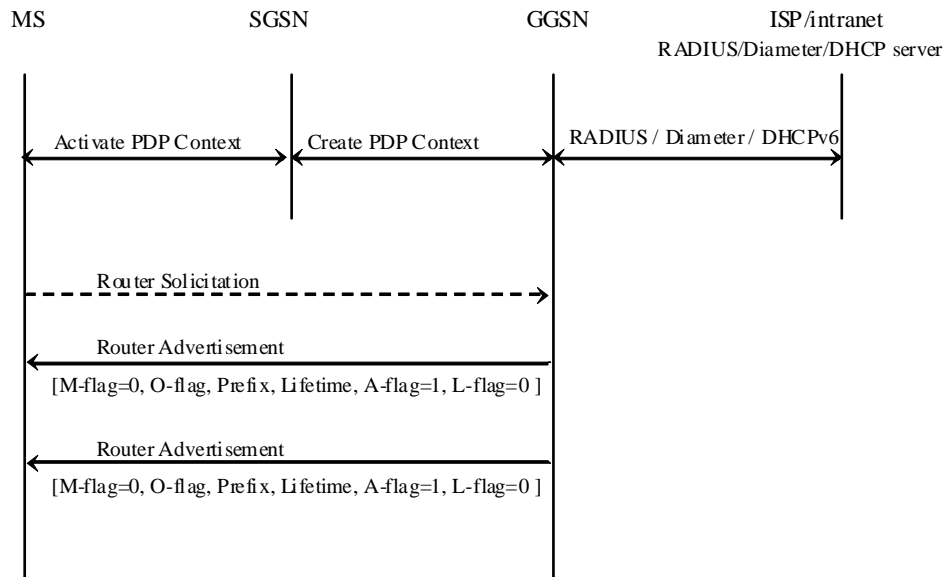 MS SGSN GGSN ISP/intranet
RADIUS/Diameter/DHCP server
Activate PDP Context Create PDP Context RADIUS / Diameter / DHCPv6
Router Solicitation
Router Advertisement
[M-flag=0, O-flag, Prefix, Lifetime, A-flag=1, L-flag=0 ]
Router Advertisement
[M-flag=0, O-flag, Prefix, Lifetime, A-flag=1, L-flag=0 ]